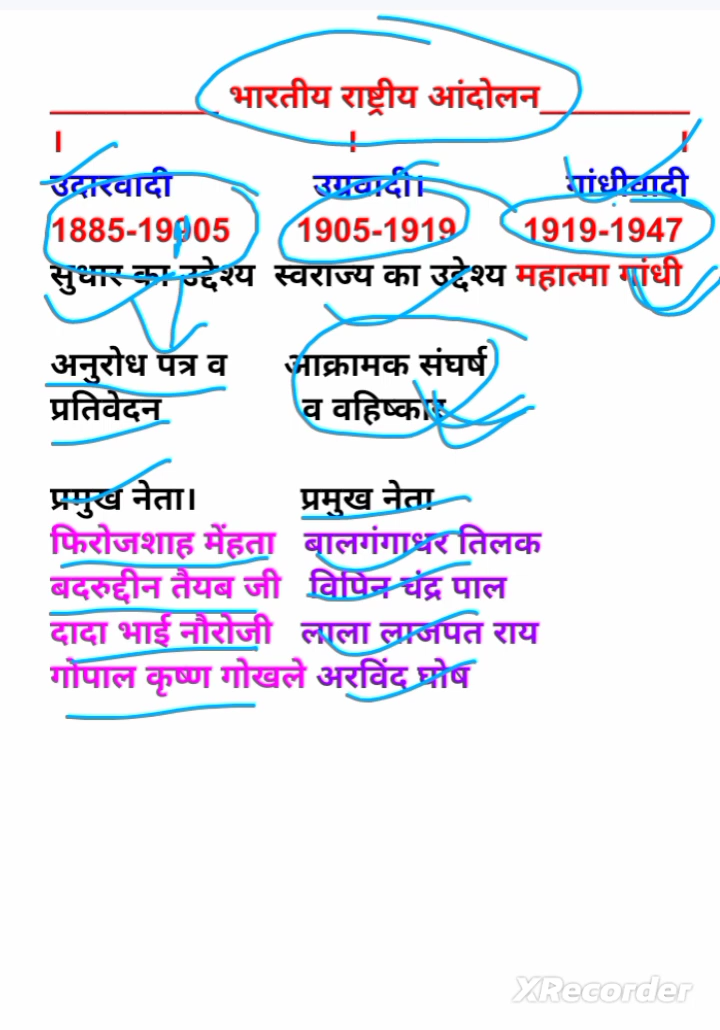 भारतीय राष्ट्रीय आंदोलन
उदारवादी उग्रवादी। गांधीवादी
1885-19905 1905-1919 1919-1947
सुधार का उद्देश्य स्वराज्य का उद्देश्य महात्मा गांधी
अनुरोध पत्र व आक्रामक संघर्ष
प्रतिवेदन व वहिष्कार
प्रमुख नेता। प्रमुख नेता
फिरोजशाह मेंहता बालगंगाधर तिलक
बदरुद्दीन तैयब जी विपिन चंद्र पाल
दादा भाई नौरोजी लाला लाजपत राय
गोपाल कृष्ण गोखले अरविंद घोष
XRecorder